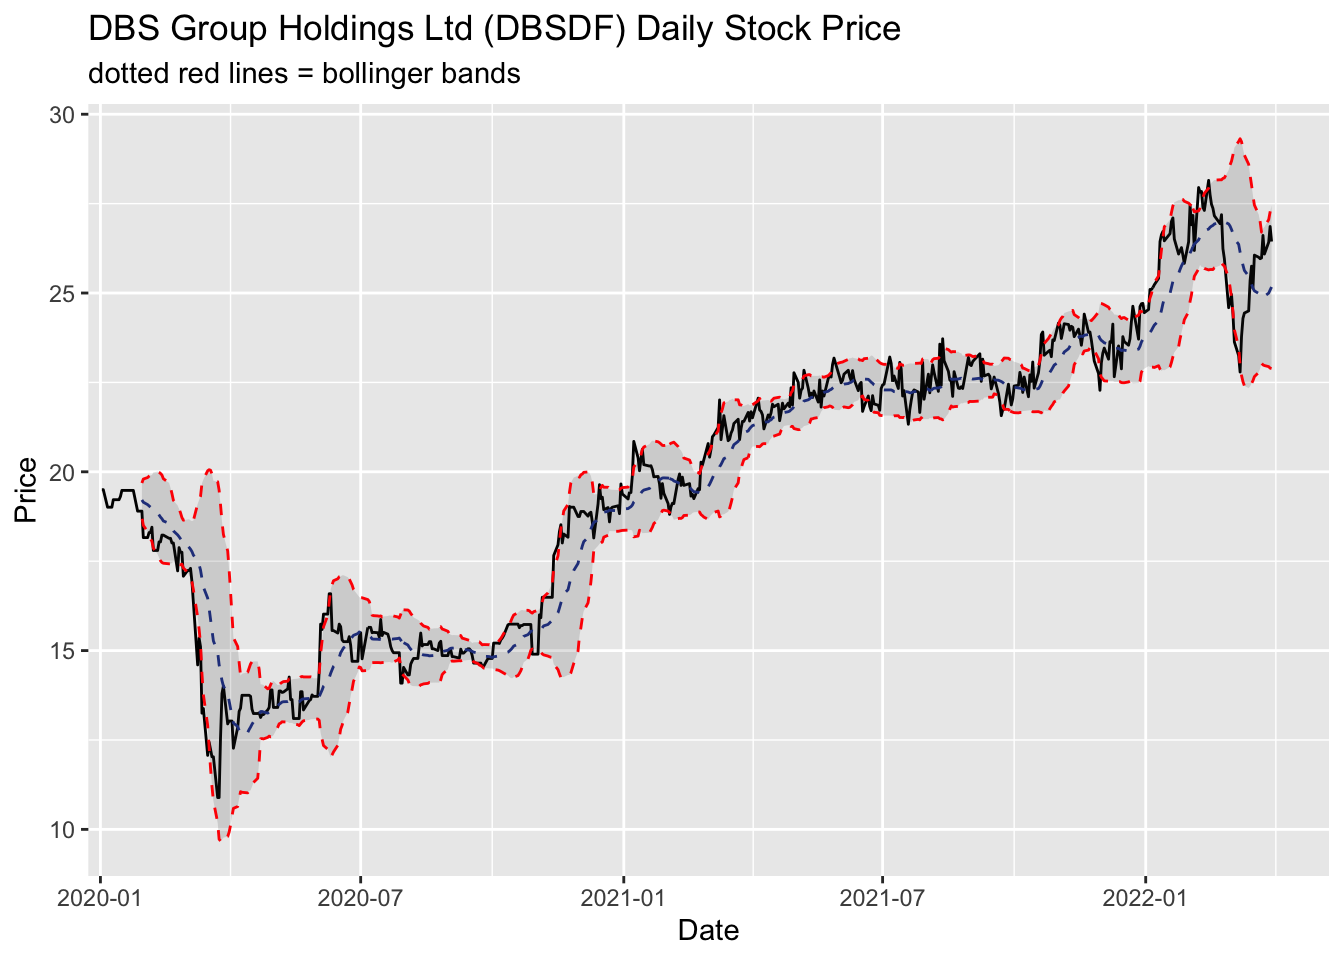 DBS Group Holdings Ltd (DBSDF) Daily Stock Price
dotted red lines = bollinger bands
30
25
20
15
10
Price
2020-01
2020-07
2021-01
2021-07
2022-01
Date